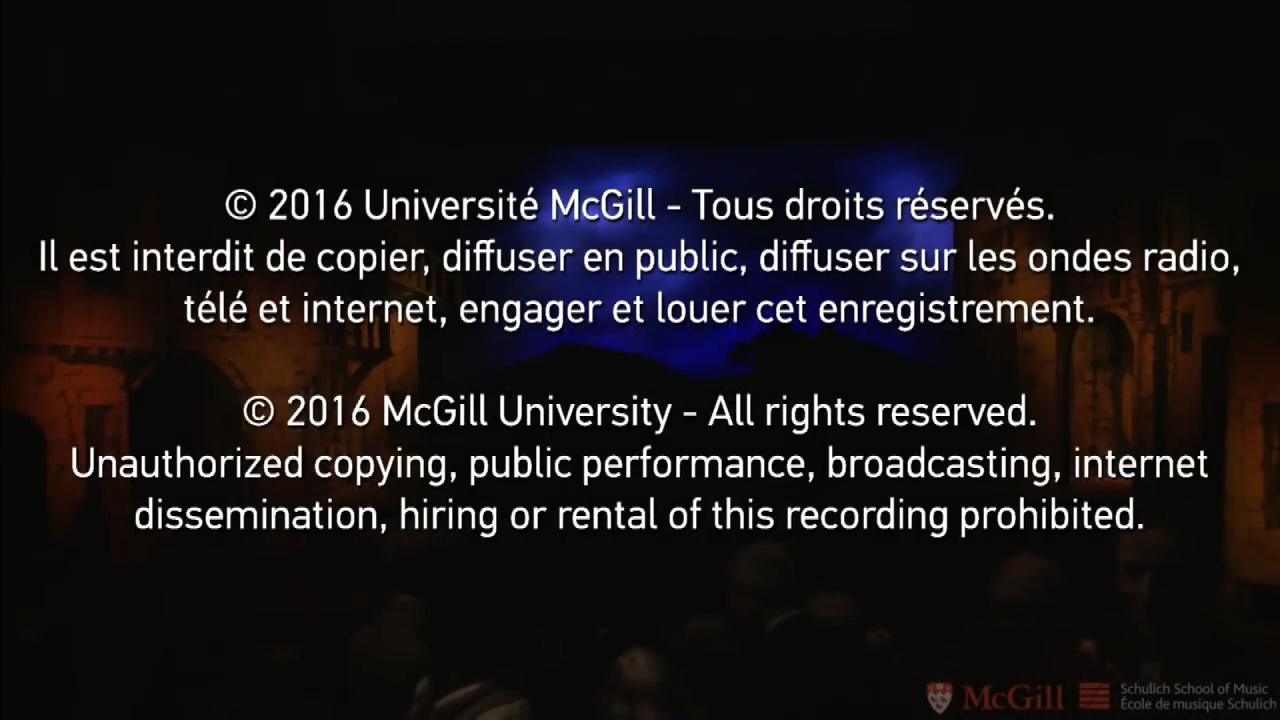 © 2016 Université McGill - Tous droits réservés.
Il est interdit de copier, diffuser en public, diffuser sur les ondes radio,
télé et internet, engager et louer cet enregistrement.
© 2016 McGill University - All rights reserved.
Unauthorized copying, public performance, broadcasting, internet
dissemination, hiring or rental of this recording prohibited.
McGill
Schulich School of Music
École de musique Schulich